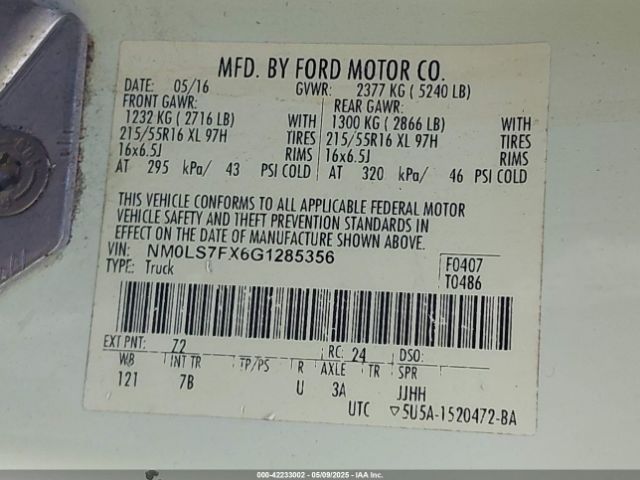 MFD. BY FORD MOTOR CO.
DATE: 05/16 GVWR: 2377 KG ( 5240 LB)
FRONT GAWR: REAR GAWR:
1232 KG ( 2716 LB) WITH 1300 KG ( 2866 LB) WITH
215/55R16 XL 97H TIRES 215/55R16 XL 97H TIRES
16x6.5J RIMS 16x6.5J RIMS
AT 295 kPa/ 43 PSI COLD AT 320 kPa/ 46 PSI COLD
THIS VEHICLE CONFORMS TO ALL APPLICABLE FEDERAL MOTOR
VEHICLE SAFETY AND THEFT PREVENTION STANDARDS IN
EFFECT ON THE DATE OF MANUFACTURE SHOWN ABOVE.
VIN: NM0LS7FX6G1285356 F0407
TYPE: Truck T0486
EXT PNT: Z2 RC: 24 DSO:
WB INT TR TP/PS R AXLE TR SPR
121 7B U 3A JJHH
UTC ▽5U5A-1520472-BA
000-42233002 - 05/09/2025 - IAAI Inc.